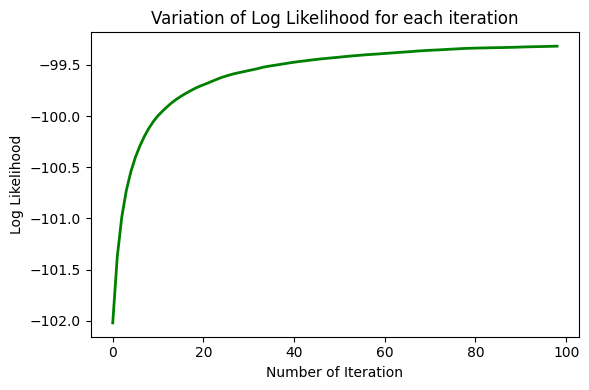 Variation of Log Likelihood for each iteration
Log Likelihood
−99.5
−100.0
−100.5
−101.0
−101.5
−102.0
0 20 40 60 80 100
Number of Iteration